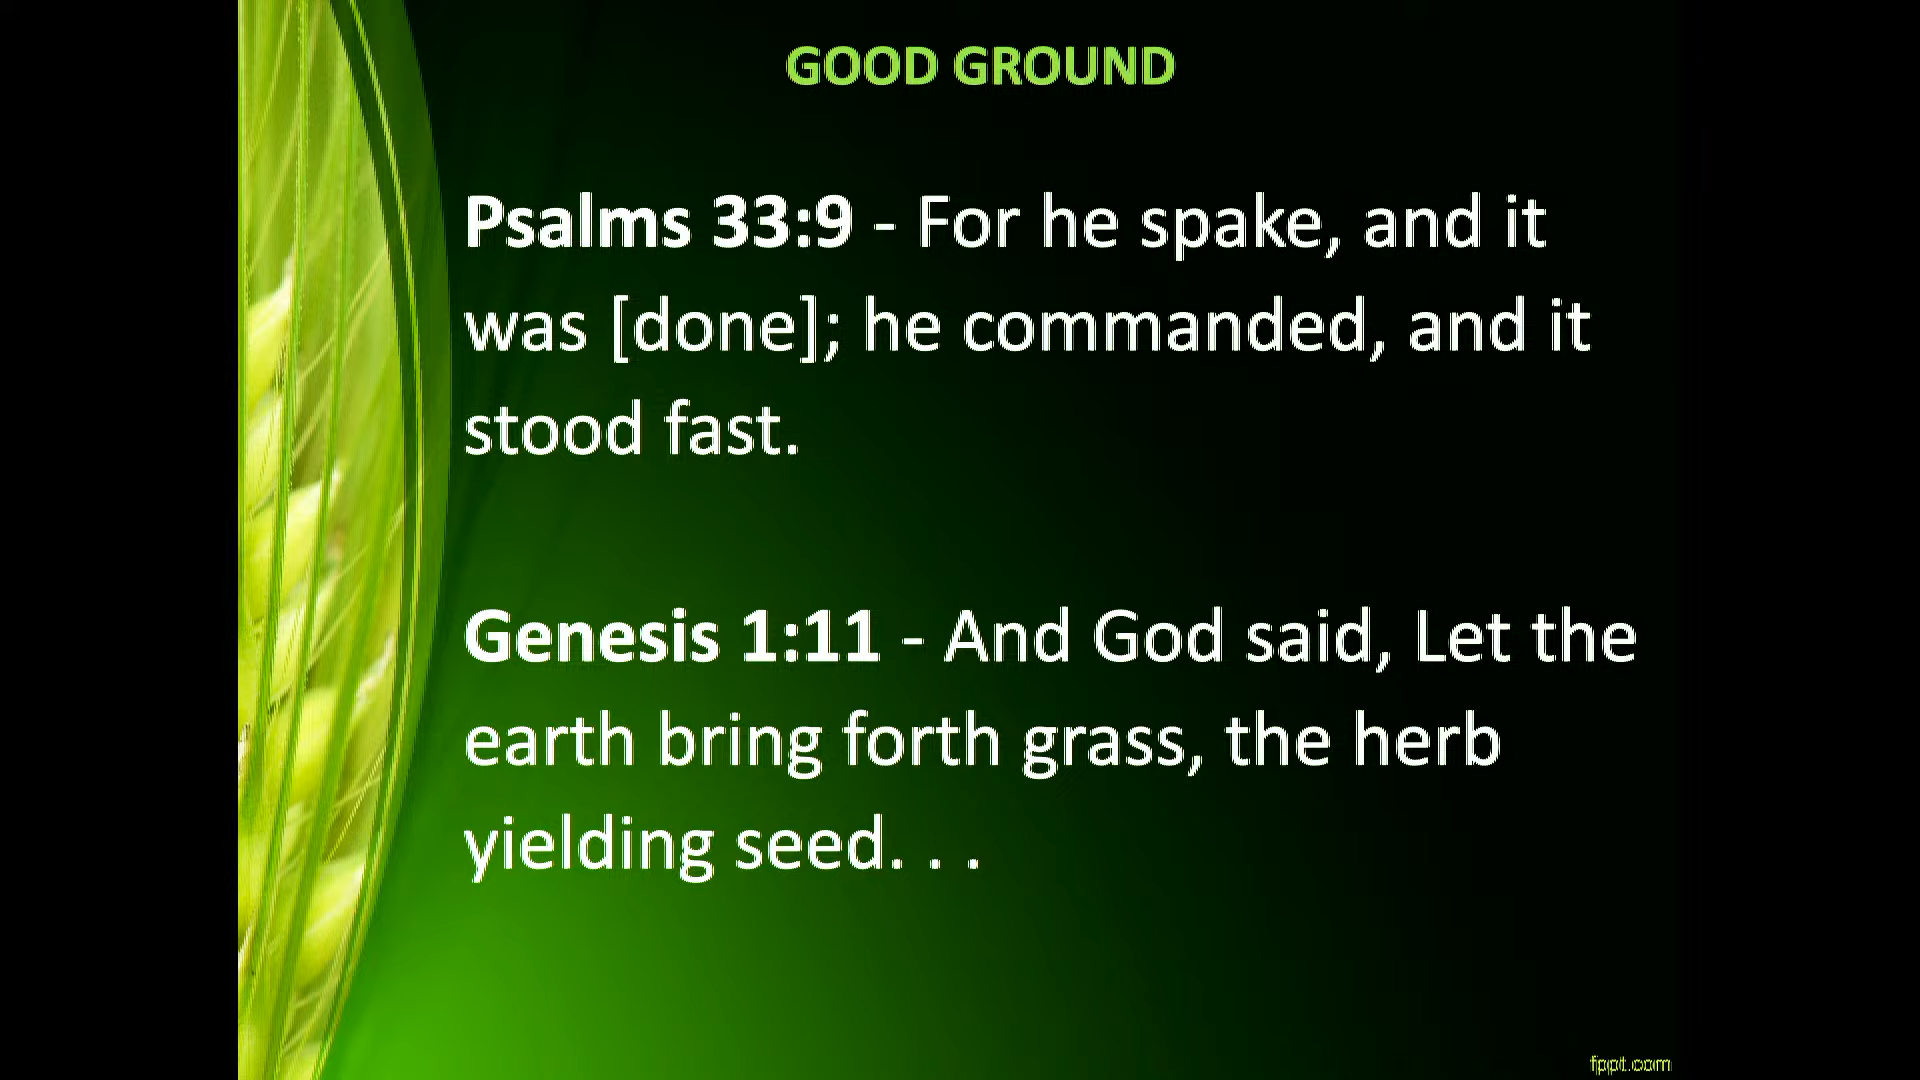 GOOD GROUND
Psalms 33:9 - For he spake, and it
was [done]; he commanded, and it
stood fast.
Genesis 1:11 - And God said, Let the
earth bring forth grass, the herb
yielding seed. . .
fppt.com